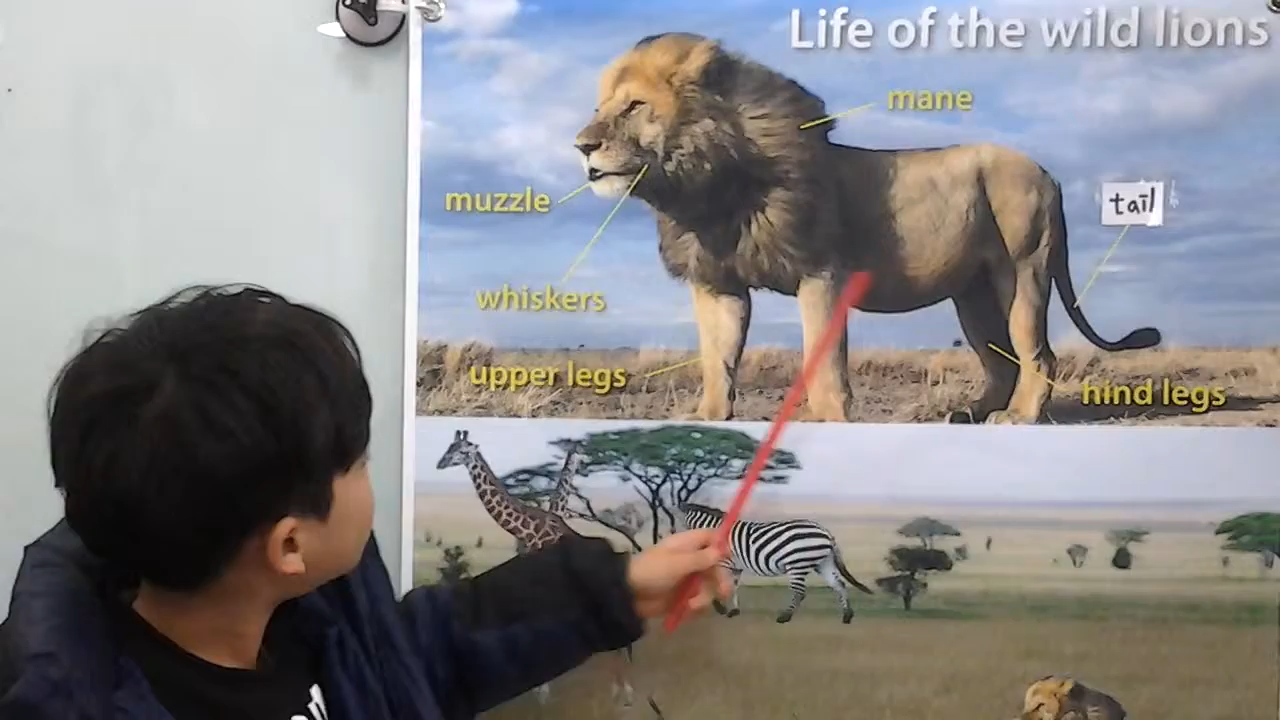 Life of the wild lions
mane
muzzle
tail
whiskers
upper legs
hind legs